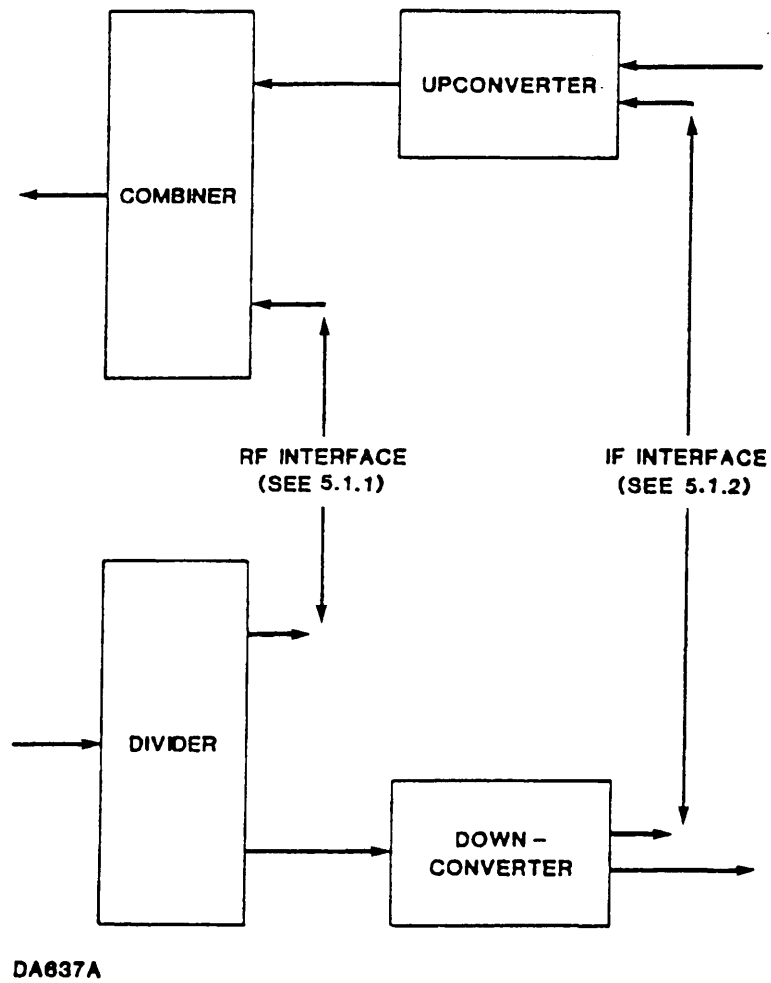 UPCONVERTER
COMBINER
RF INTERFACE
(SEE 5.1.1)
IF INTERFACE
(SEE 5.1.2)
DIVIDER
DOWN-
CONVERTER
DA637A